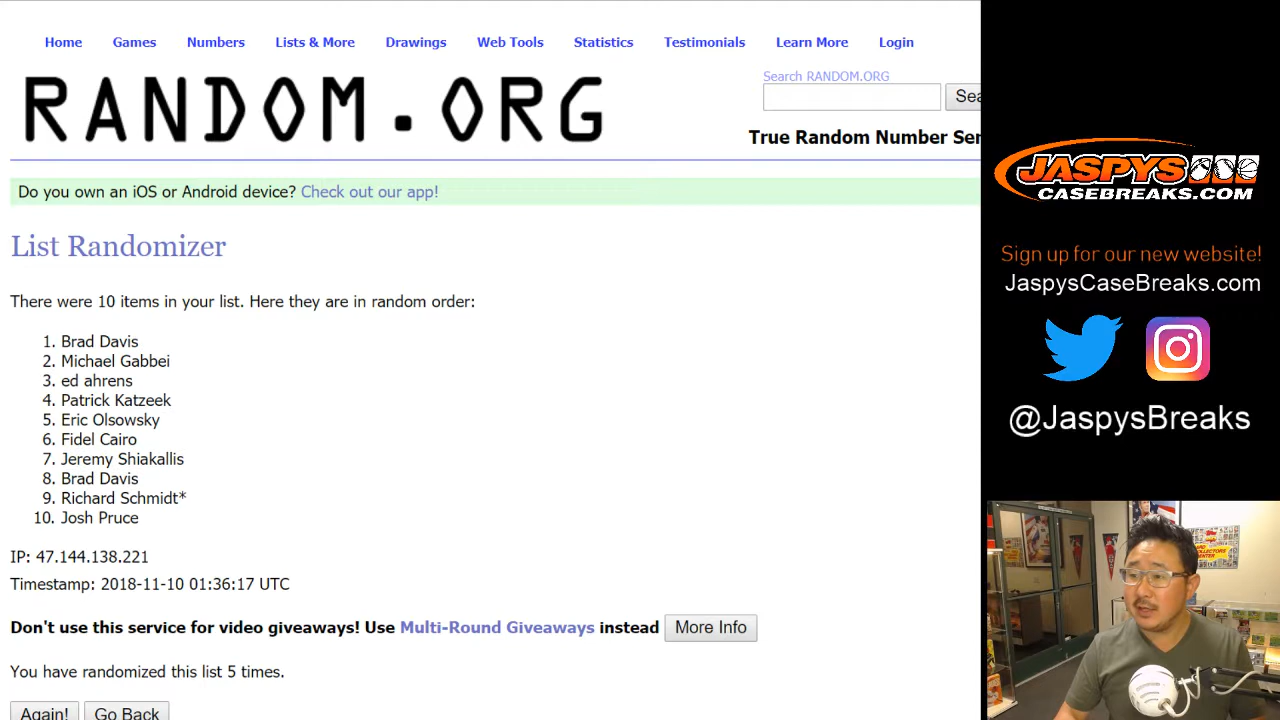 Home Games Numbers Lists & More Drawings Web Tools Statistics Testimonials Learn More Login
RANDOM.ORG
Search RANDOM.ORG
True Random Number Ser
Do you own an iOS or Android device? Check out our app!
List Randomizer
There were 10 items in your list. Here they are in random order:
1. Brad Davis
2. Michael Gabbei
3. ed ahrens
4. Patrick Katzeek
5. Eric Olsowsky
6. Fidel Cairo
7. Jeremy Shiakallis
8. Brad Davis
9. Richard Schmidt*
10. Josh Pruce
IP: 47.144.138.221
Timestamp: 2018-11-10 01:36:17 UTC
Don't use this service for video giveaways! Use Multi-Round Giveaways instead More Info
You have randomized this list 5 times.
Again! Go Back
JASPYS
CASEBREAKS.COM
Sign up for our new website!
JaspysCaseBreaks.com
@JaspysBreaks